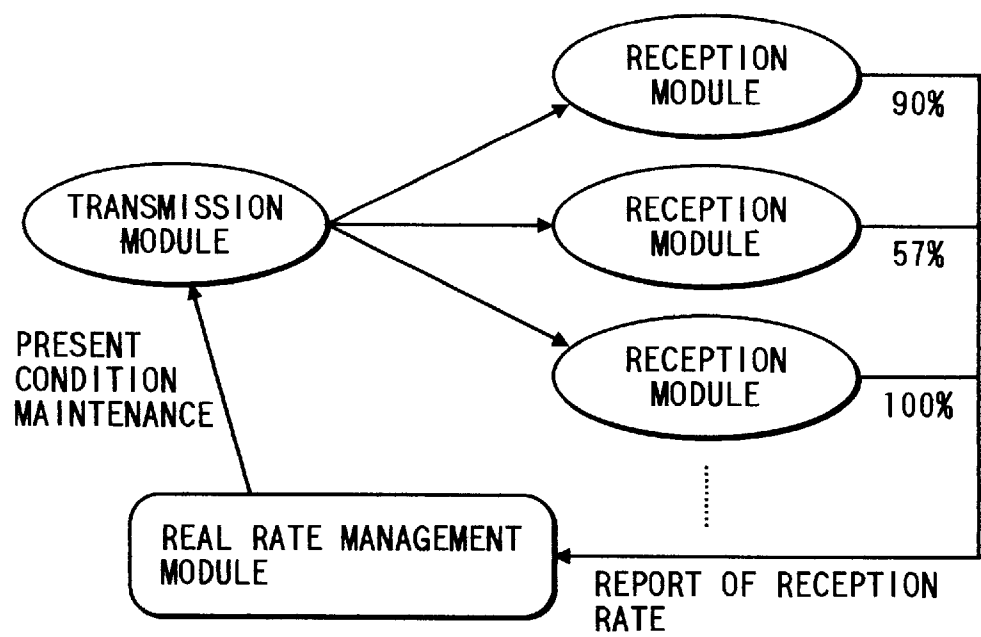 RECEPTION
MODULE
90%
TRANSMISSION
MODULE
RECEPTION
MODULE
57%
PRESENT
CONDITION
MAINTENANCE
RECEPTION
MODULE
100%
REAL RATE MANAGEMENT
MODULE
REPORT OF RECEPTION
RATE